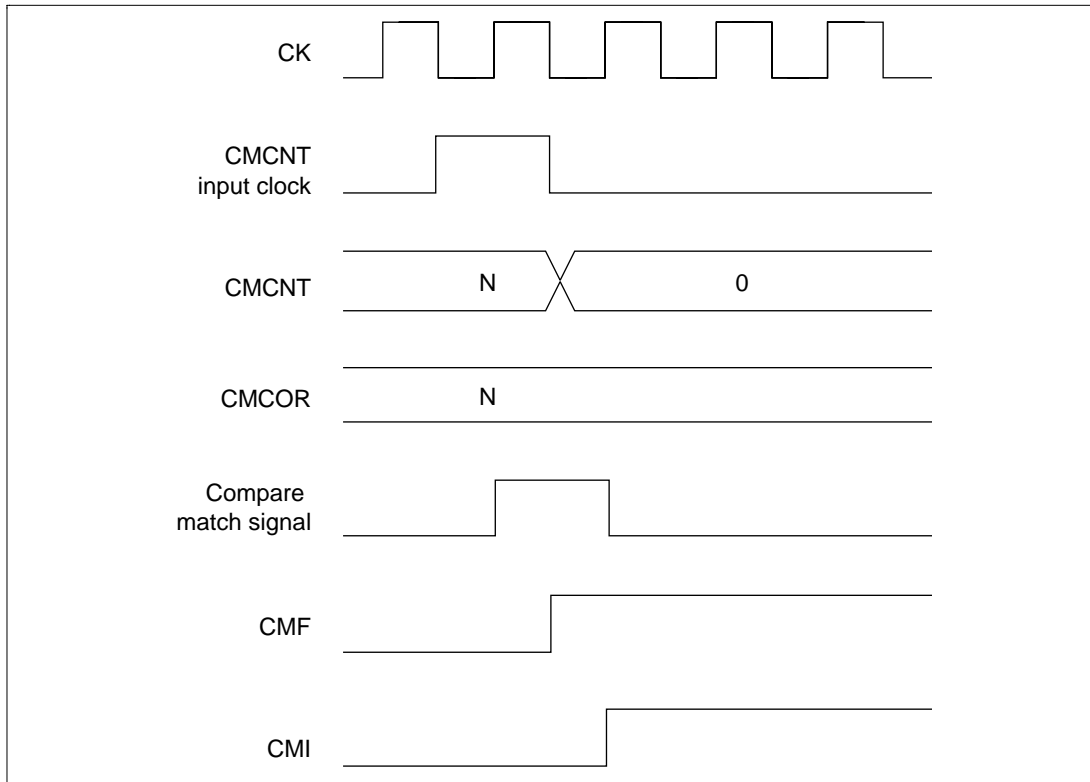 CK
CMCNT
input clock
CMCNT
N
0
CMCOR
N
Compare
match signal
CMF
CMI